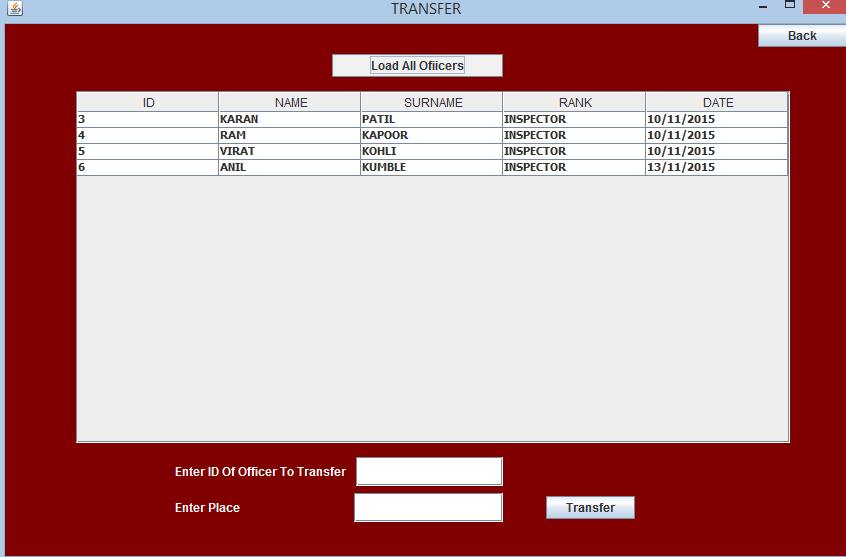 TRANSFER
Back
Load All Ofiicers
ID NAME SURNAME RANK DATE
3 KARAN PATIL INSPECTOR 10/11/2015
4 RAM KAPOOR INSPECTOR 10/11/2015
5 VIRAT KOHLI INSPECTOR 10/11/2015
6 ANIL KUMBLE INSPECTOR 13/11/2015
Enter ID Of Officer To Transfer
Enter Place Transfer